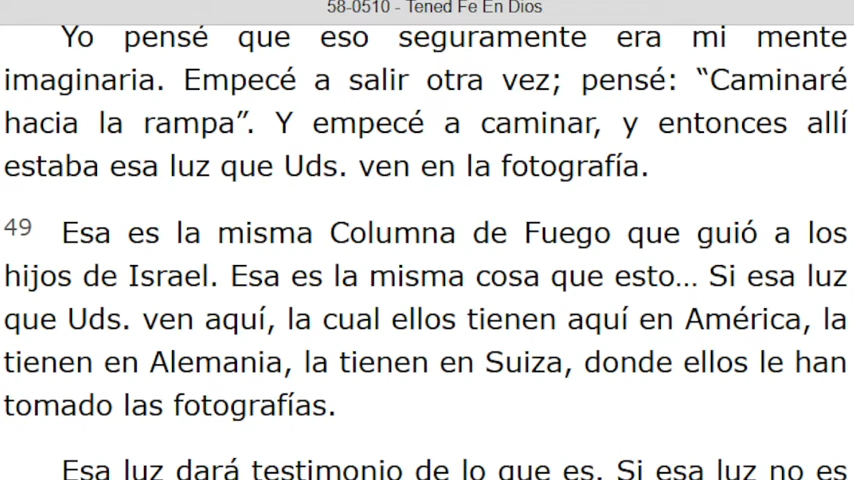 58-0510 - Tened Fe En Dios
Yo pensé que eso seguramente era mi mente
imaginaria. Empecé a salir otra vez; pensé: “Caminaré
hacia la rampa”. Y empecé a caminar, y entonces allí
estaba esa luz que Uds. ven en la fotografía.
49 Esa es la misma Columna de Fuego que guió a los
hijos de Israel. Esa es la misma cosa que esto… Si esa luz
que Uds. ven aquí, la cual ellos tienen aquí en América, la
tienen en Alemania, la tienen en Suiza, donde ellos le han
tomado las fotografías.
Esa luz dará testimonio de lo que es. Si esa luz no es